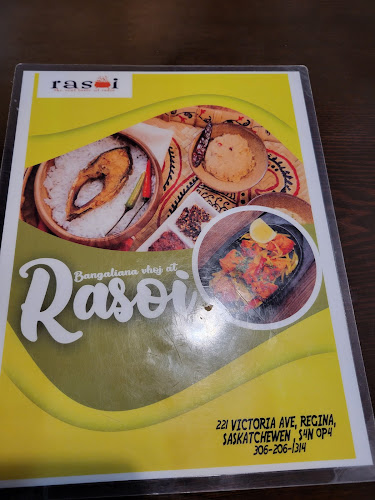 rasoi
Bangaliana vhoj at
Rasoi
221 VICTORIA AVE, REGINA,
SASKATCHEWEN , S4N 0P4
306-206-1314